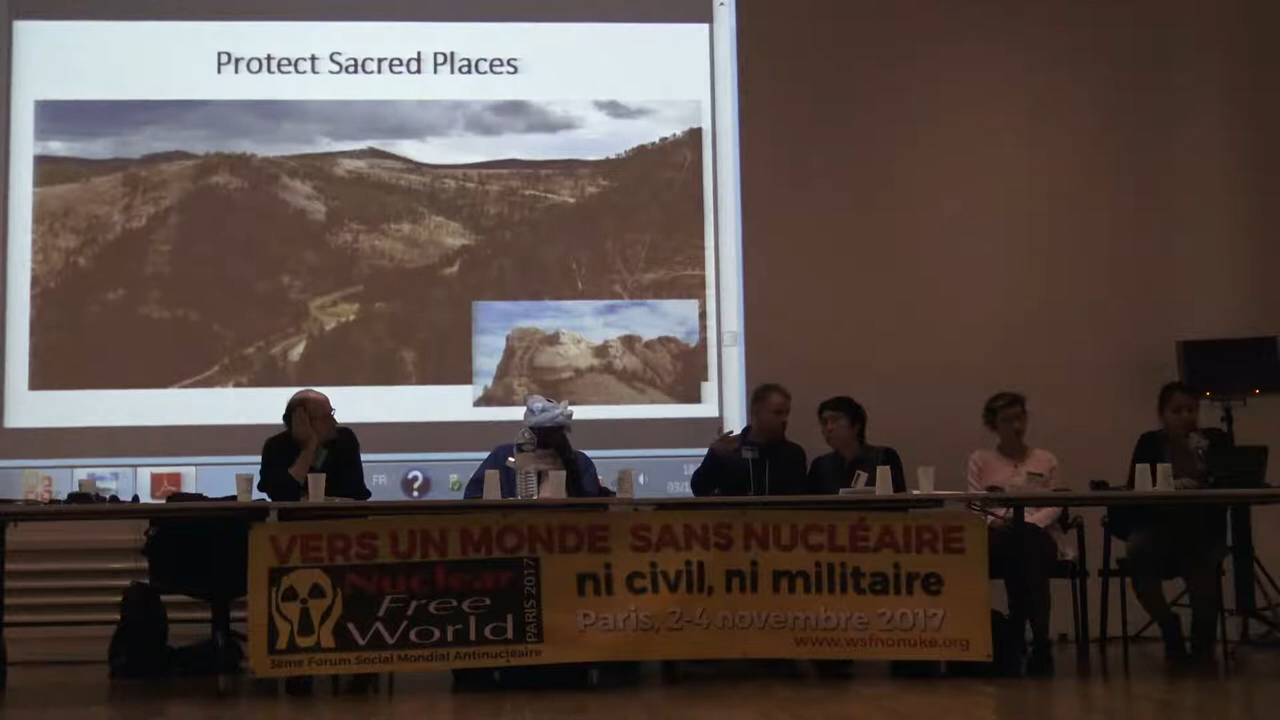 Protect Sacred Places
FR
VERS UN MONDE SANS NUCLÉAIRE
ni civil, ni militaire
Nuclear
Free
World
PARIS 2017
Paris, 2-4 novembre 2017
www.wsfnonuke.org
3ème Forum Social Mondial Antinucléaire